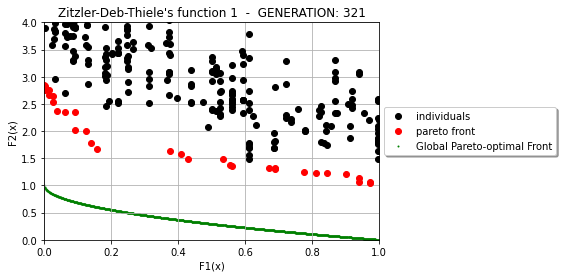 Zitzler-Deb-Thiele's function 1 - GENERATION: 321
4.0
3.5
3.0
2.5
2.0
1.5
1.0
0.5
0.0
F2(x)
0.0 0.2 0.4 0.6 0.8 1.0
F1(x)
individuals
pareto front
Global Pareto-optimal Front